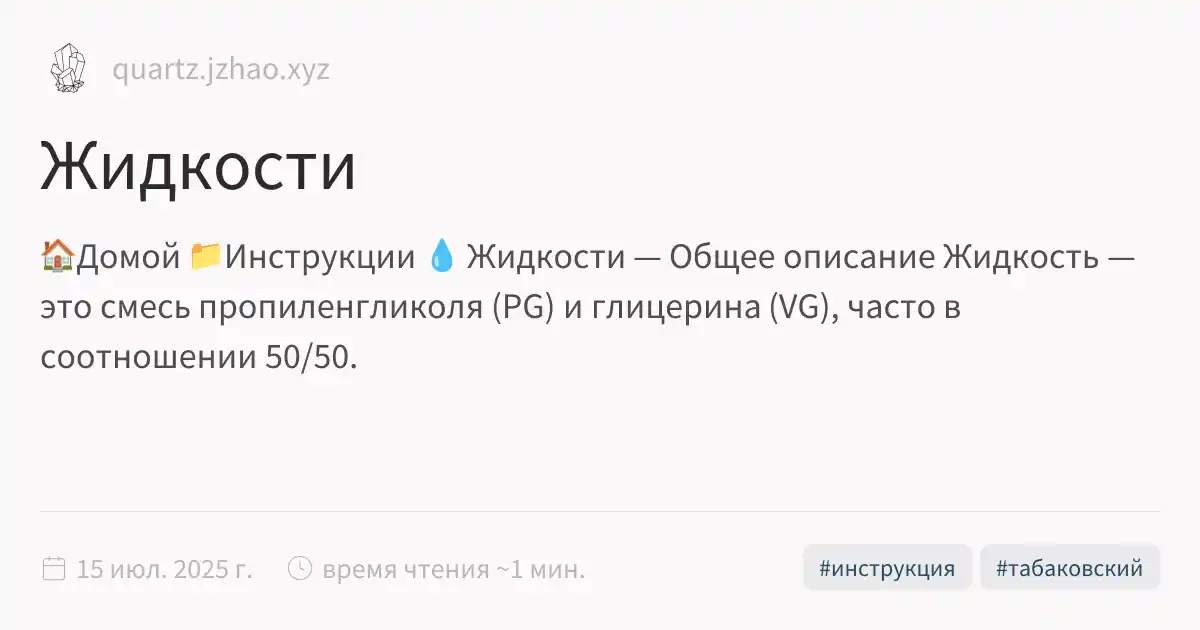 quartz.jzhao.xyz
Жидкости
🏠Домой 📁Инструкции 💧 Жидкости — Общее описание Жидкость —
это смесь пропиленгликоля (PG) и глицерина (VG), часто в
соотношении 50/50.
15 июл. 2025 г. время чтения ~1 мин. #инструкция #табаковский